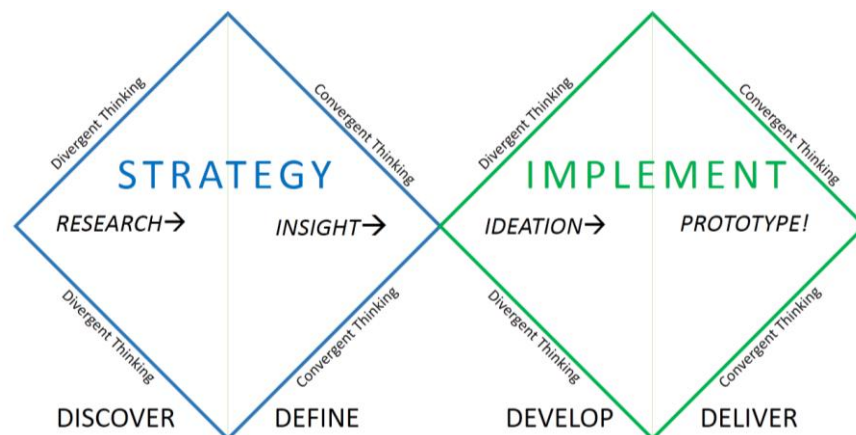 Divergent Thinking
Convergent Thinking
Divergent Thinking
Convergent Thinking
STRATEGY
IMPLEMENT
RESEARCH→
INSIGHT→
IDEATION→
PROTOTYPE!
Divergent Thinking
Convergent Thinking
Divergent Thinking
Convergent Thinking
DISCOVER
DEFINE
DEVELOP
DELIVER